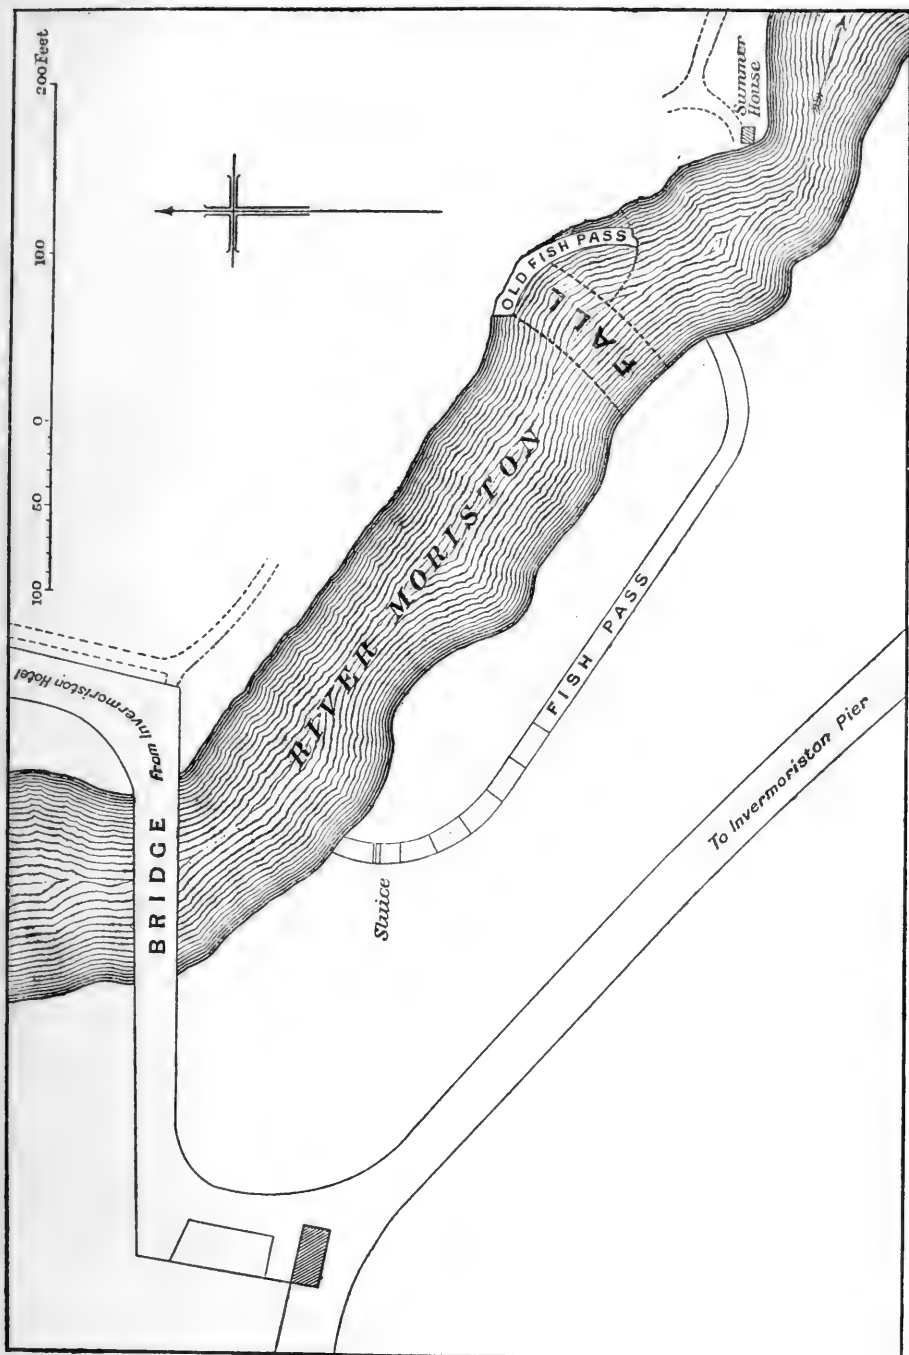 100 50 0 100 200 Feet
from Invermoriston Hotel
BRIDGE
RIVER MORISTON
OLD FISH PASS
FALL
Summer
House
Sluice
FISH PASS
To Invermoriston Pier